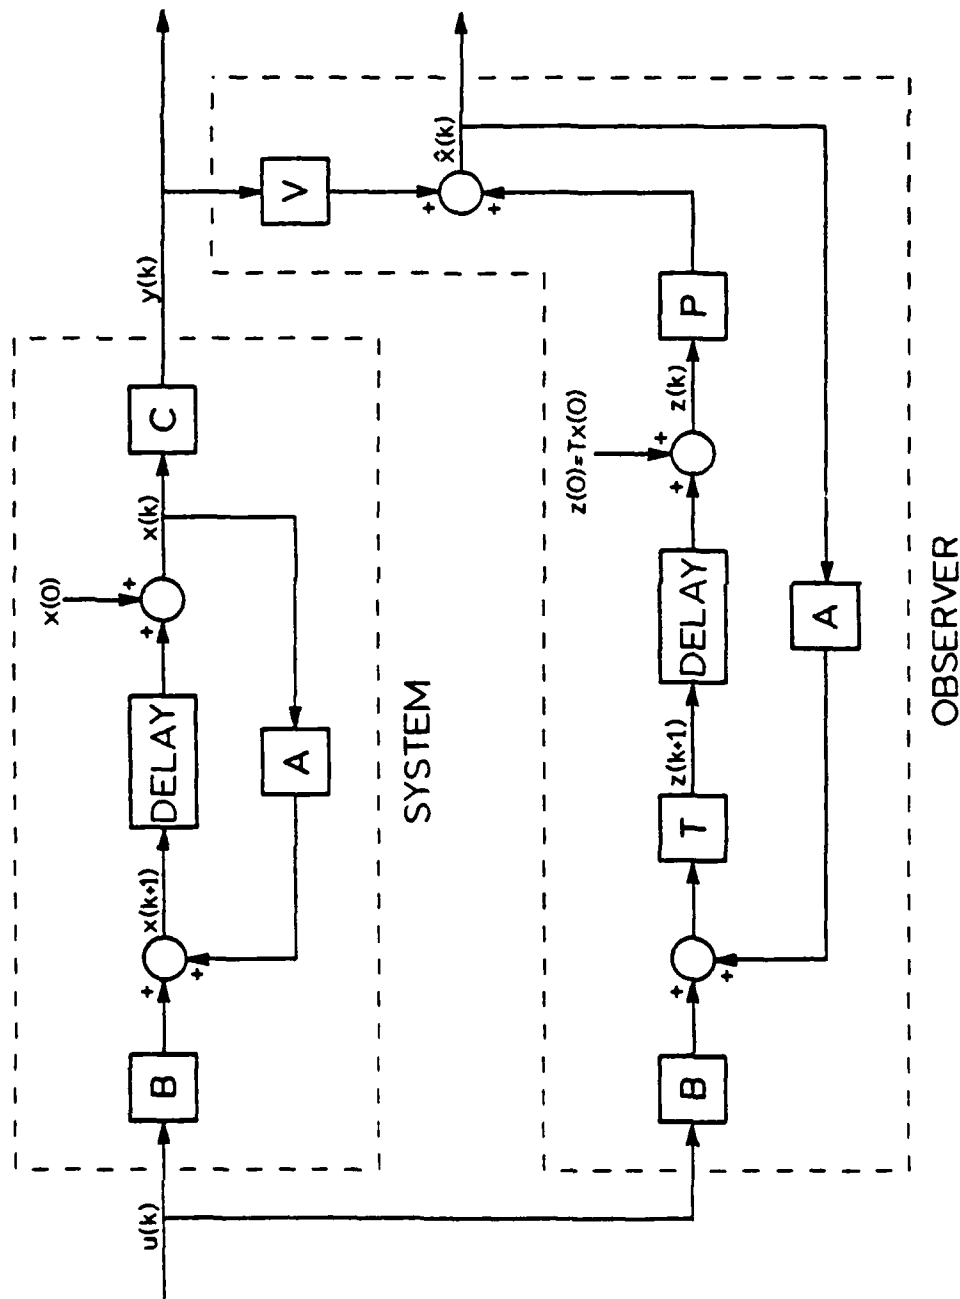 x(0)
u(k)
B
x(k+1)
DELAY
x(k)
C
y(k)
+
+
+
+
A
SYSTEM
V
x̂(k)
+
+
z(0)=Tx(0)
B
T
z(k+1)
DELAY
z(k)
P
+
+
+
+
A
OBSERVER